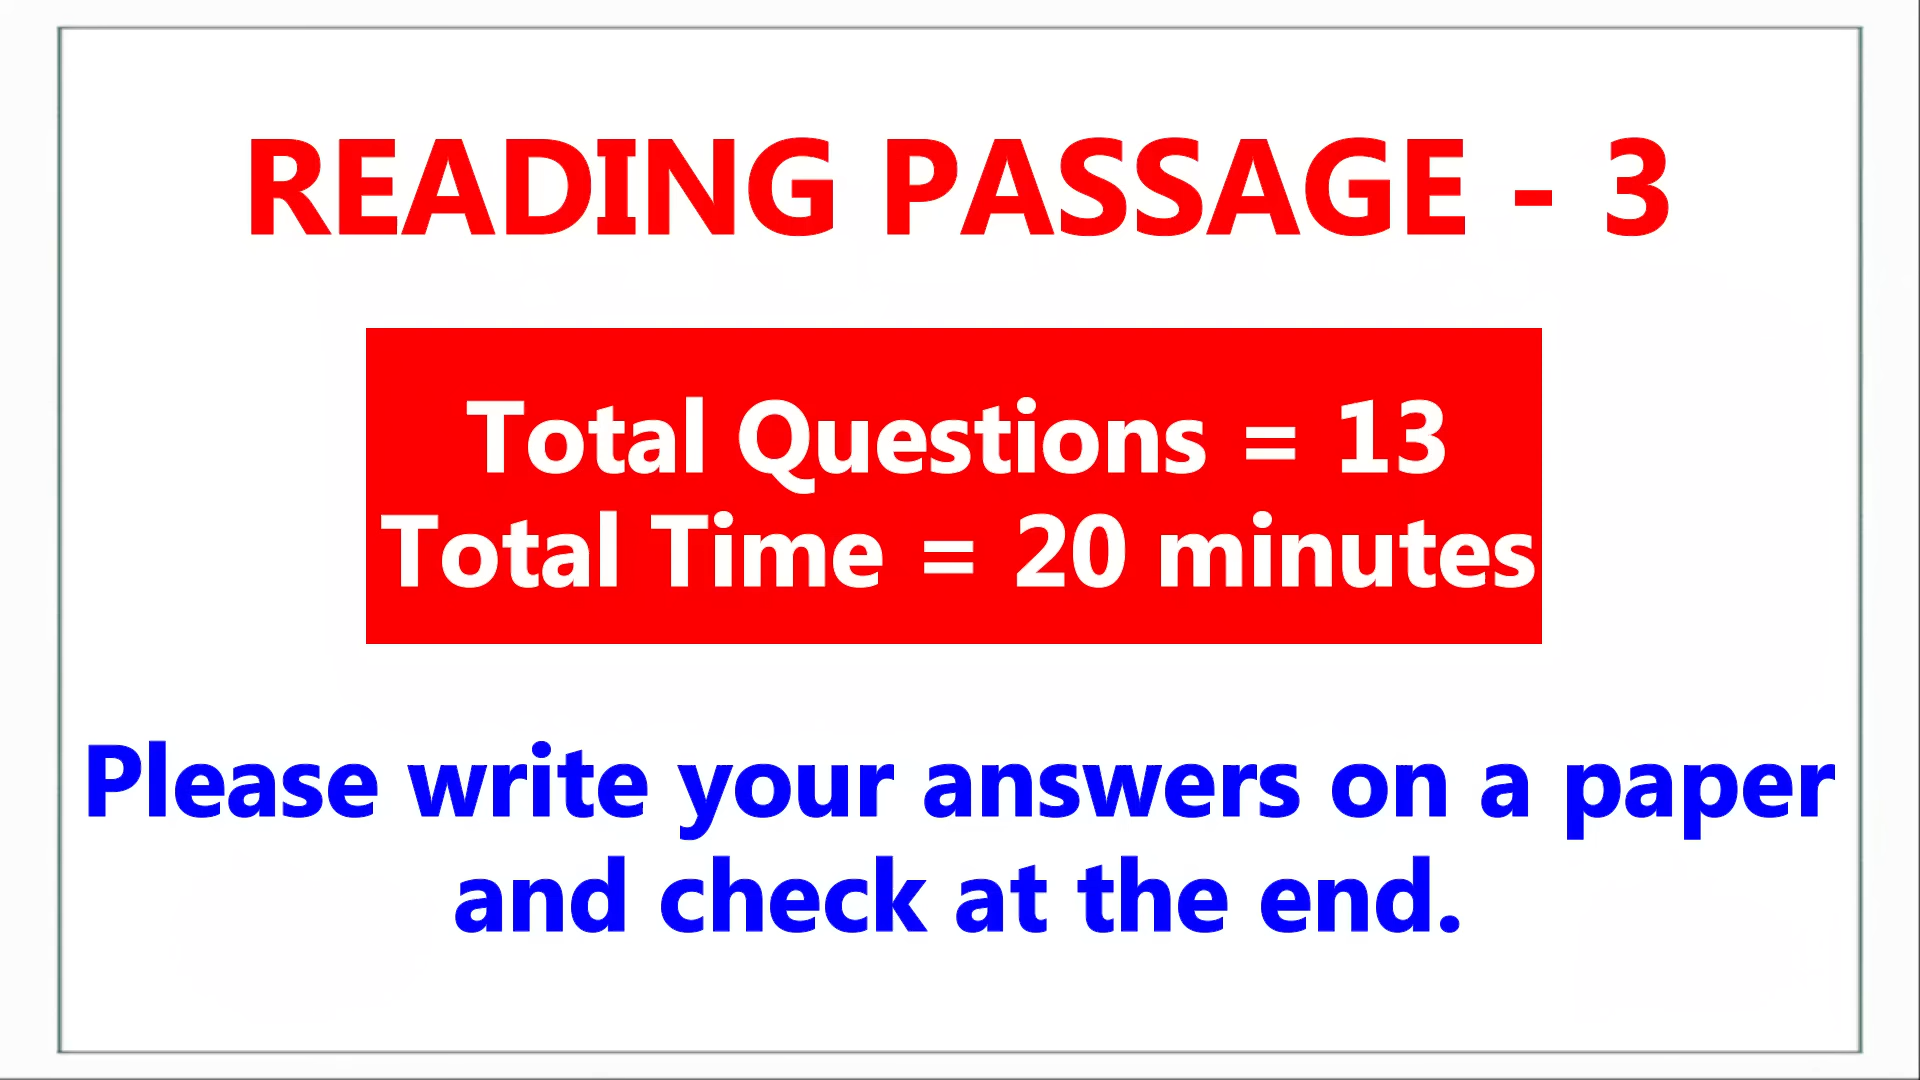 READING PASSAGE - 3
Total Questions = 13
Total Time = 20 minutes
Please write your answers on a paper
and check at the end.